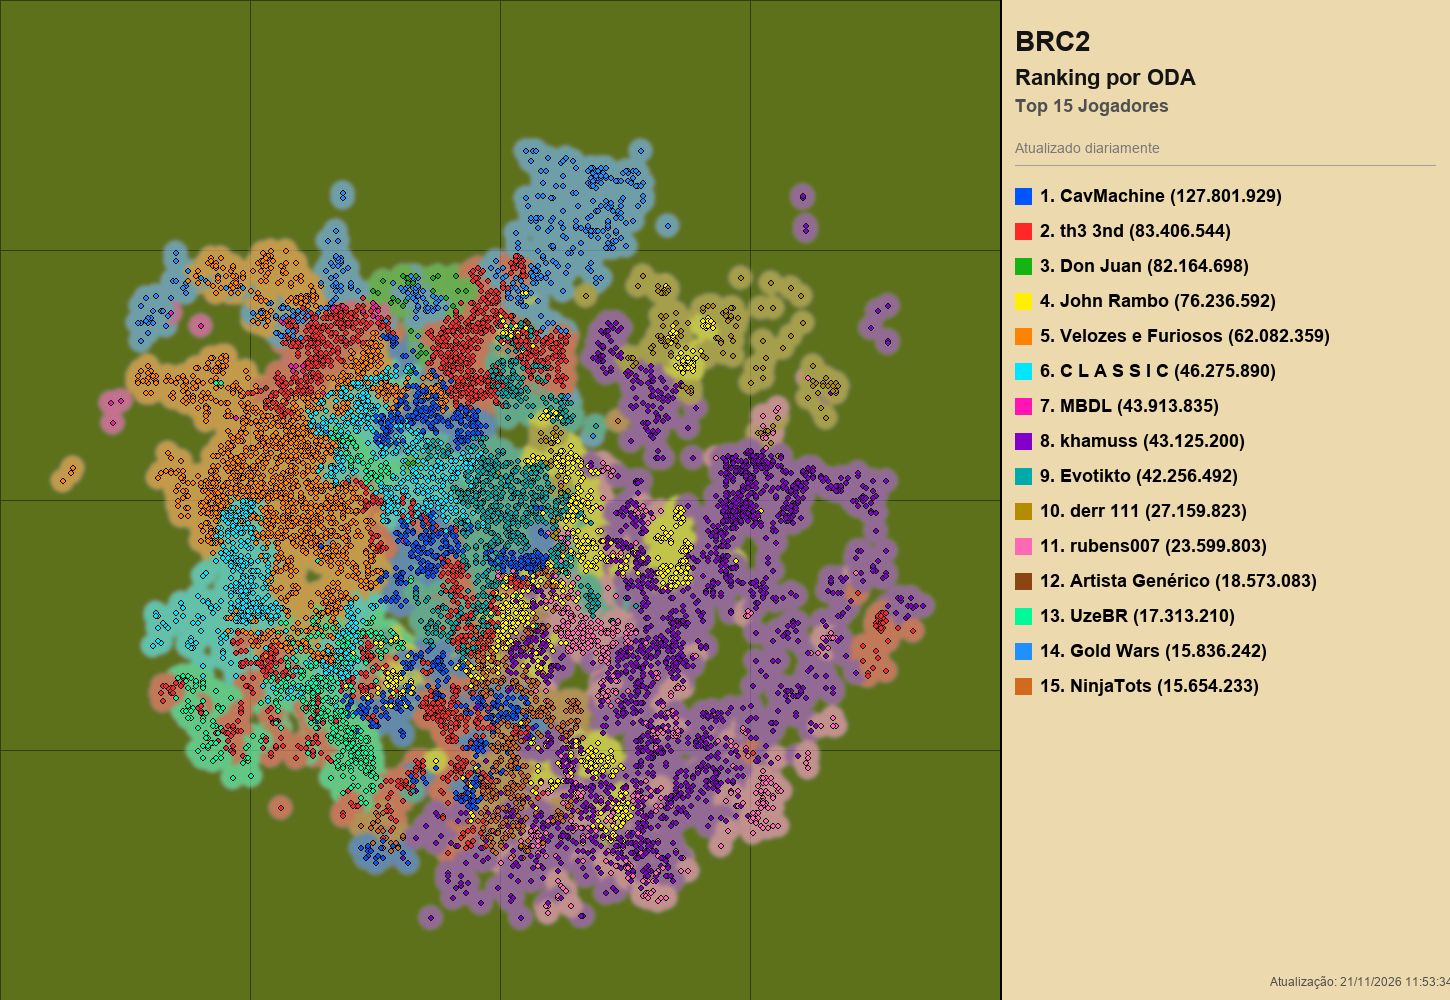 BRC2
Ranking por ODA
Top 15 Jogadores
Atualizado diariamente
1. CavMachine (127.801.929)
2. th3 3nd (83.406.544)
3. Don Juan (82.164.698)
4. John Rambo (76.236.592)
5. Velozes e Furiosos (62.082.359)
6. C L A S S I C (46.275.890)
7. MBDL (43.913.835)
8. khamuss (43.125.200)
9. Evotikto (42.256.492)
10. derr 111 (27.159.823)
11. rubens007 (23.599.803)
12. Artista Genérico (18.573.083)
13. UzeBR (17.313.210)
14. Gold Wars (15.836.242)
15. NinjaTots (15.654.233)
Atualização: 21/11/2026 11:53:34